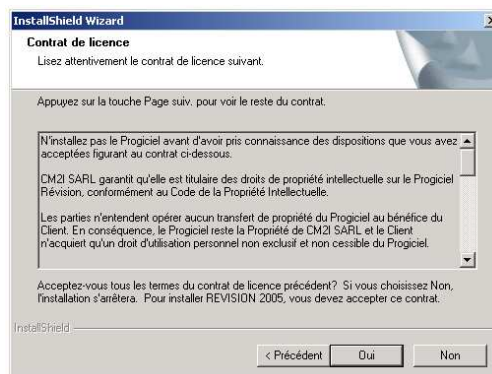 InstallShield Wizard
Contrat de licence
Lisez attentivement le contrat de licence suivant.
Appuyez sur la touche Page suiv. pour voir le reste du contrat.
N'installez pas le Progiciel avant d'avoir pris connaissance des dispositions que vous avez
acceptées figurant au contrat ci-dessous.
CM2I SARL garantit qu'elle est titulaire des droits de propriété intellectuelle sur le Progiciel
Révision, conformément au Code de la Propriété Intellectuelle.
Les parties n'entendent opérer aucun transfert de propriété du Progiciel au bénéfice du
Client. En conséquence, le Progiciel reste la Propriété de CM2I SARL et le Client
n'acquiert qu'un droit d'utilisation personnel non exclusif et non cessible du Progiciel.
Acceptez-vous tous les termes du contrat de licence précédent? Si vous choisissez Non,
l'installation s'arrêtera. Pour installer REVISION 2005, vous devez accepter ce contrat.
InstallShield
< Précédent Oui Non